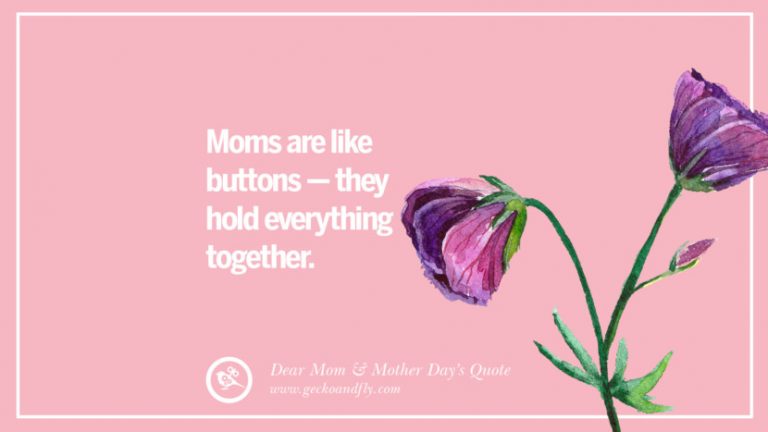 Moms are like
buttons — they
hold everything
together.
Dear Mom & Mother Day's Quote
www.geckoandfly.com